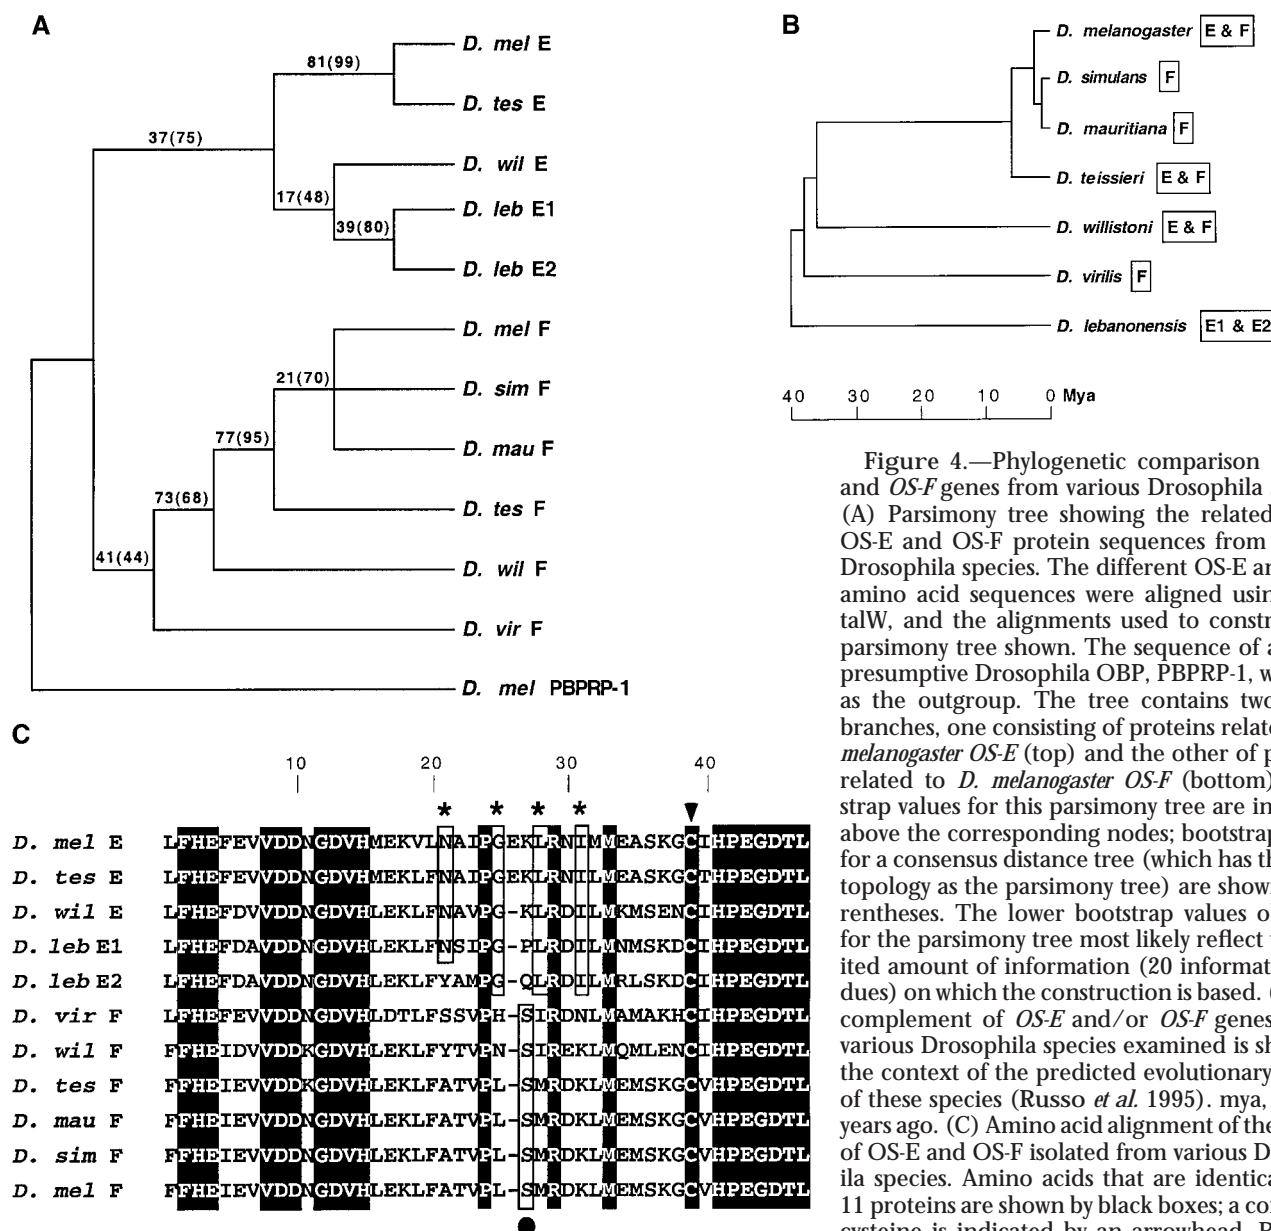 A
D. mel E
81(99)
D. tes E
37(75)
D. wil E
17(48)
D. leb E1
39(80)
D. leb E2
D. mel F
21(70)
D. sim F
77(95)
D. mau F
73(68)
D. tes F
41(44)
D. wil F
D. vir F
D. mel PBPRP-1
B
D. melanogaster E & F
D. simulans F
D. mauritiana F
D. teissieri E & F
D. willistoni E & F
D. virilis F
D. lebanonensis E1 & E2
40 30 20 10 0 Mya
Figure 4.—Phylogenetic comparison
and OS-F genes from various Drosophila
(A) Parsimony tree showing the related
OS-E and OS-F protein sequences from
Drosophila species. The different OS-E an
amino acid sequences were aligned usin
talW, and the alignments used to constr
parsimony tree shown. The sequence of a
presumptive Drosophila OBP, PBPRP-1, w
as the outgroup. The tree contains two
branches, one consisting of proteins relate
melanogaster OS-E (top) and the other of p
related to D. melanogaster OS-F (bottom)
strap values for this parsimony tree are in
above the corresponding nodes; bootstrap
for a consensus distance tree (which has th
topology as the parsimony tree) are show
rentheses. The lower bootstrap values o
for the parsimony tree most likely reflect
ited amount of information (20 informat
dues) on which the construction is based. (
complement of OS-E and/or OS-F genes
various Drosophila species examined is sh
the context of the predicted evolutionary
of these species (Russo et al. 1995). mya,
years ago. (C) Amino acid alignment of the
of OS-E and OS-F isolated from various D
ila species. Amino acids that are identica
11 proteins are shown by black boxes; a co
cysteine is indicated by an arrowhead.
C
10 20 30 40
* * * *
D. mel E LFHEFEVVDDNGDVHMEKVLNAIPGEKLRNIMMEASKGCIHPEGDTL
D. tes E LFHEFEVVDDNGDVHMEKLFNAIPGEKLRNILMEASKGCTHPEGDTL
D. wil E LFHEFDVVDDNGDVHLEKLFNAVPG-KLRDILMKMSENCIHPEGDTL
D. leb E1 LFHEFDAVDDNGDVHLEKLFNSIPG-PLRDILMNMSKDCIHPEGDTL
D. leb E2 LFHEFDAVDDNGDVHLEKLFYAMPG-QLRDILMRLSKDCIHPEGDTL
D. vir F LFHEFEVVDDNGDVHLDTLFSSVPH-SIRDNLMAMAKHCIHPEGDTL
D. wil F FFHEIDVVDDKGDVHLEKLFYTVPN-SIREKLMQMLENCIHPEGDTL
D. tes F FFHEIEVVDDKGDVHLEKLFATVPL-SMRDKLMEMSKGCVHPEGDTL
D. mau F FFHEIEVVDDNGDVHLEKLFATVPL-SMRDKLMEMSKGCVHPEGDTL
D. sim F FFHEIEVVDDNGDVHLEKLFATVPL-SMRDKLMEMSKGCVHPEGDTL
D. mel F FFHEIEVVDDNGDVHLEKLFATVPL-SMRDKLMEMSKGCVHPEGDTL